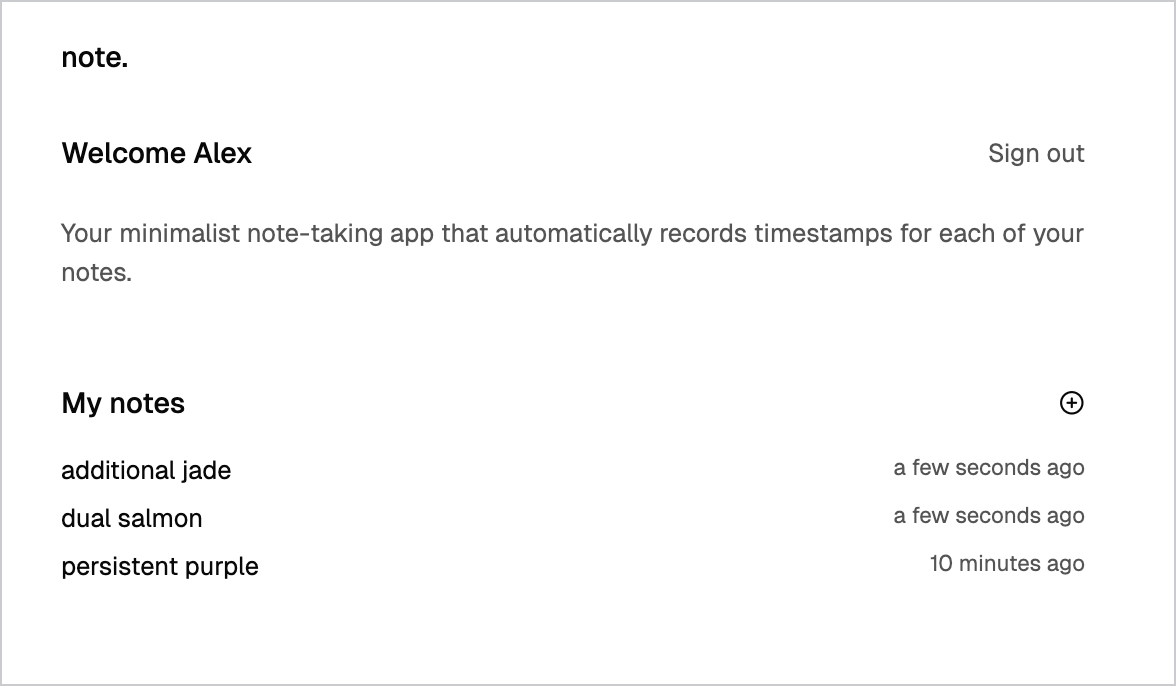 note.
Welcome Alex
Sign out
Your minimalist note-taking app that automatically records timestamps for each of your
notes.
My notes
additional jade
a few seconds ago
dual salmon
a few seconds ago
persistent purple
10 minutes ago